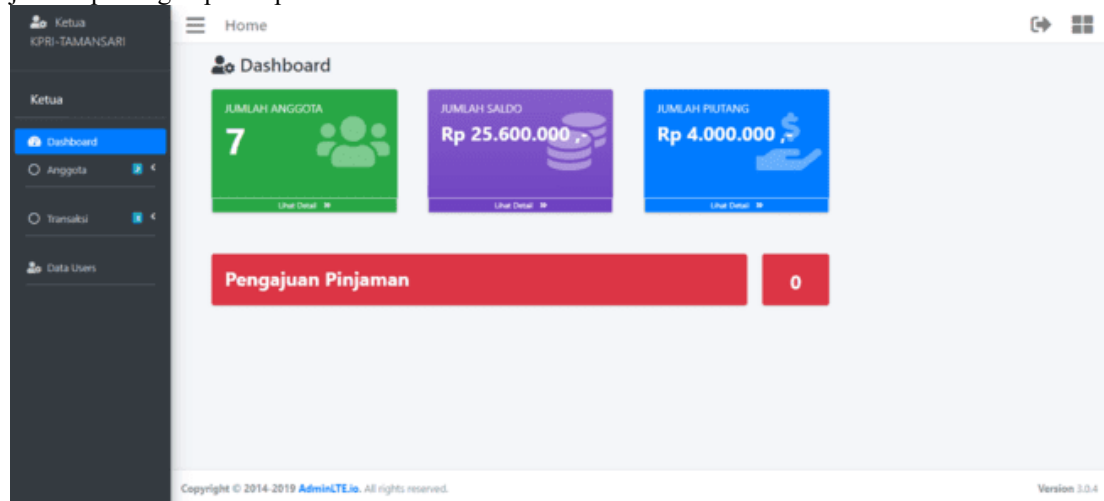 Ketua
KPRI-TAMANSARI
Home
Dashboard
Ketua
Dashboard
Anggota 2
Transaksi
Data Users
JUMLAH ANGGOTA
7
Lihat Detail
JUMLAH SALDO
Rp 25.600.000 ,-
Lihat Detail
JUMLAH PIUTANG
Rp 4.000.000 ,-
Lihat Detail
Pengajuan Pinjaman
0
Copyright © 2014-2019 AdminLTE.io. All rights reserved.
Version 3.0.4